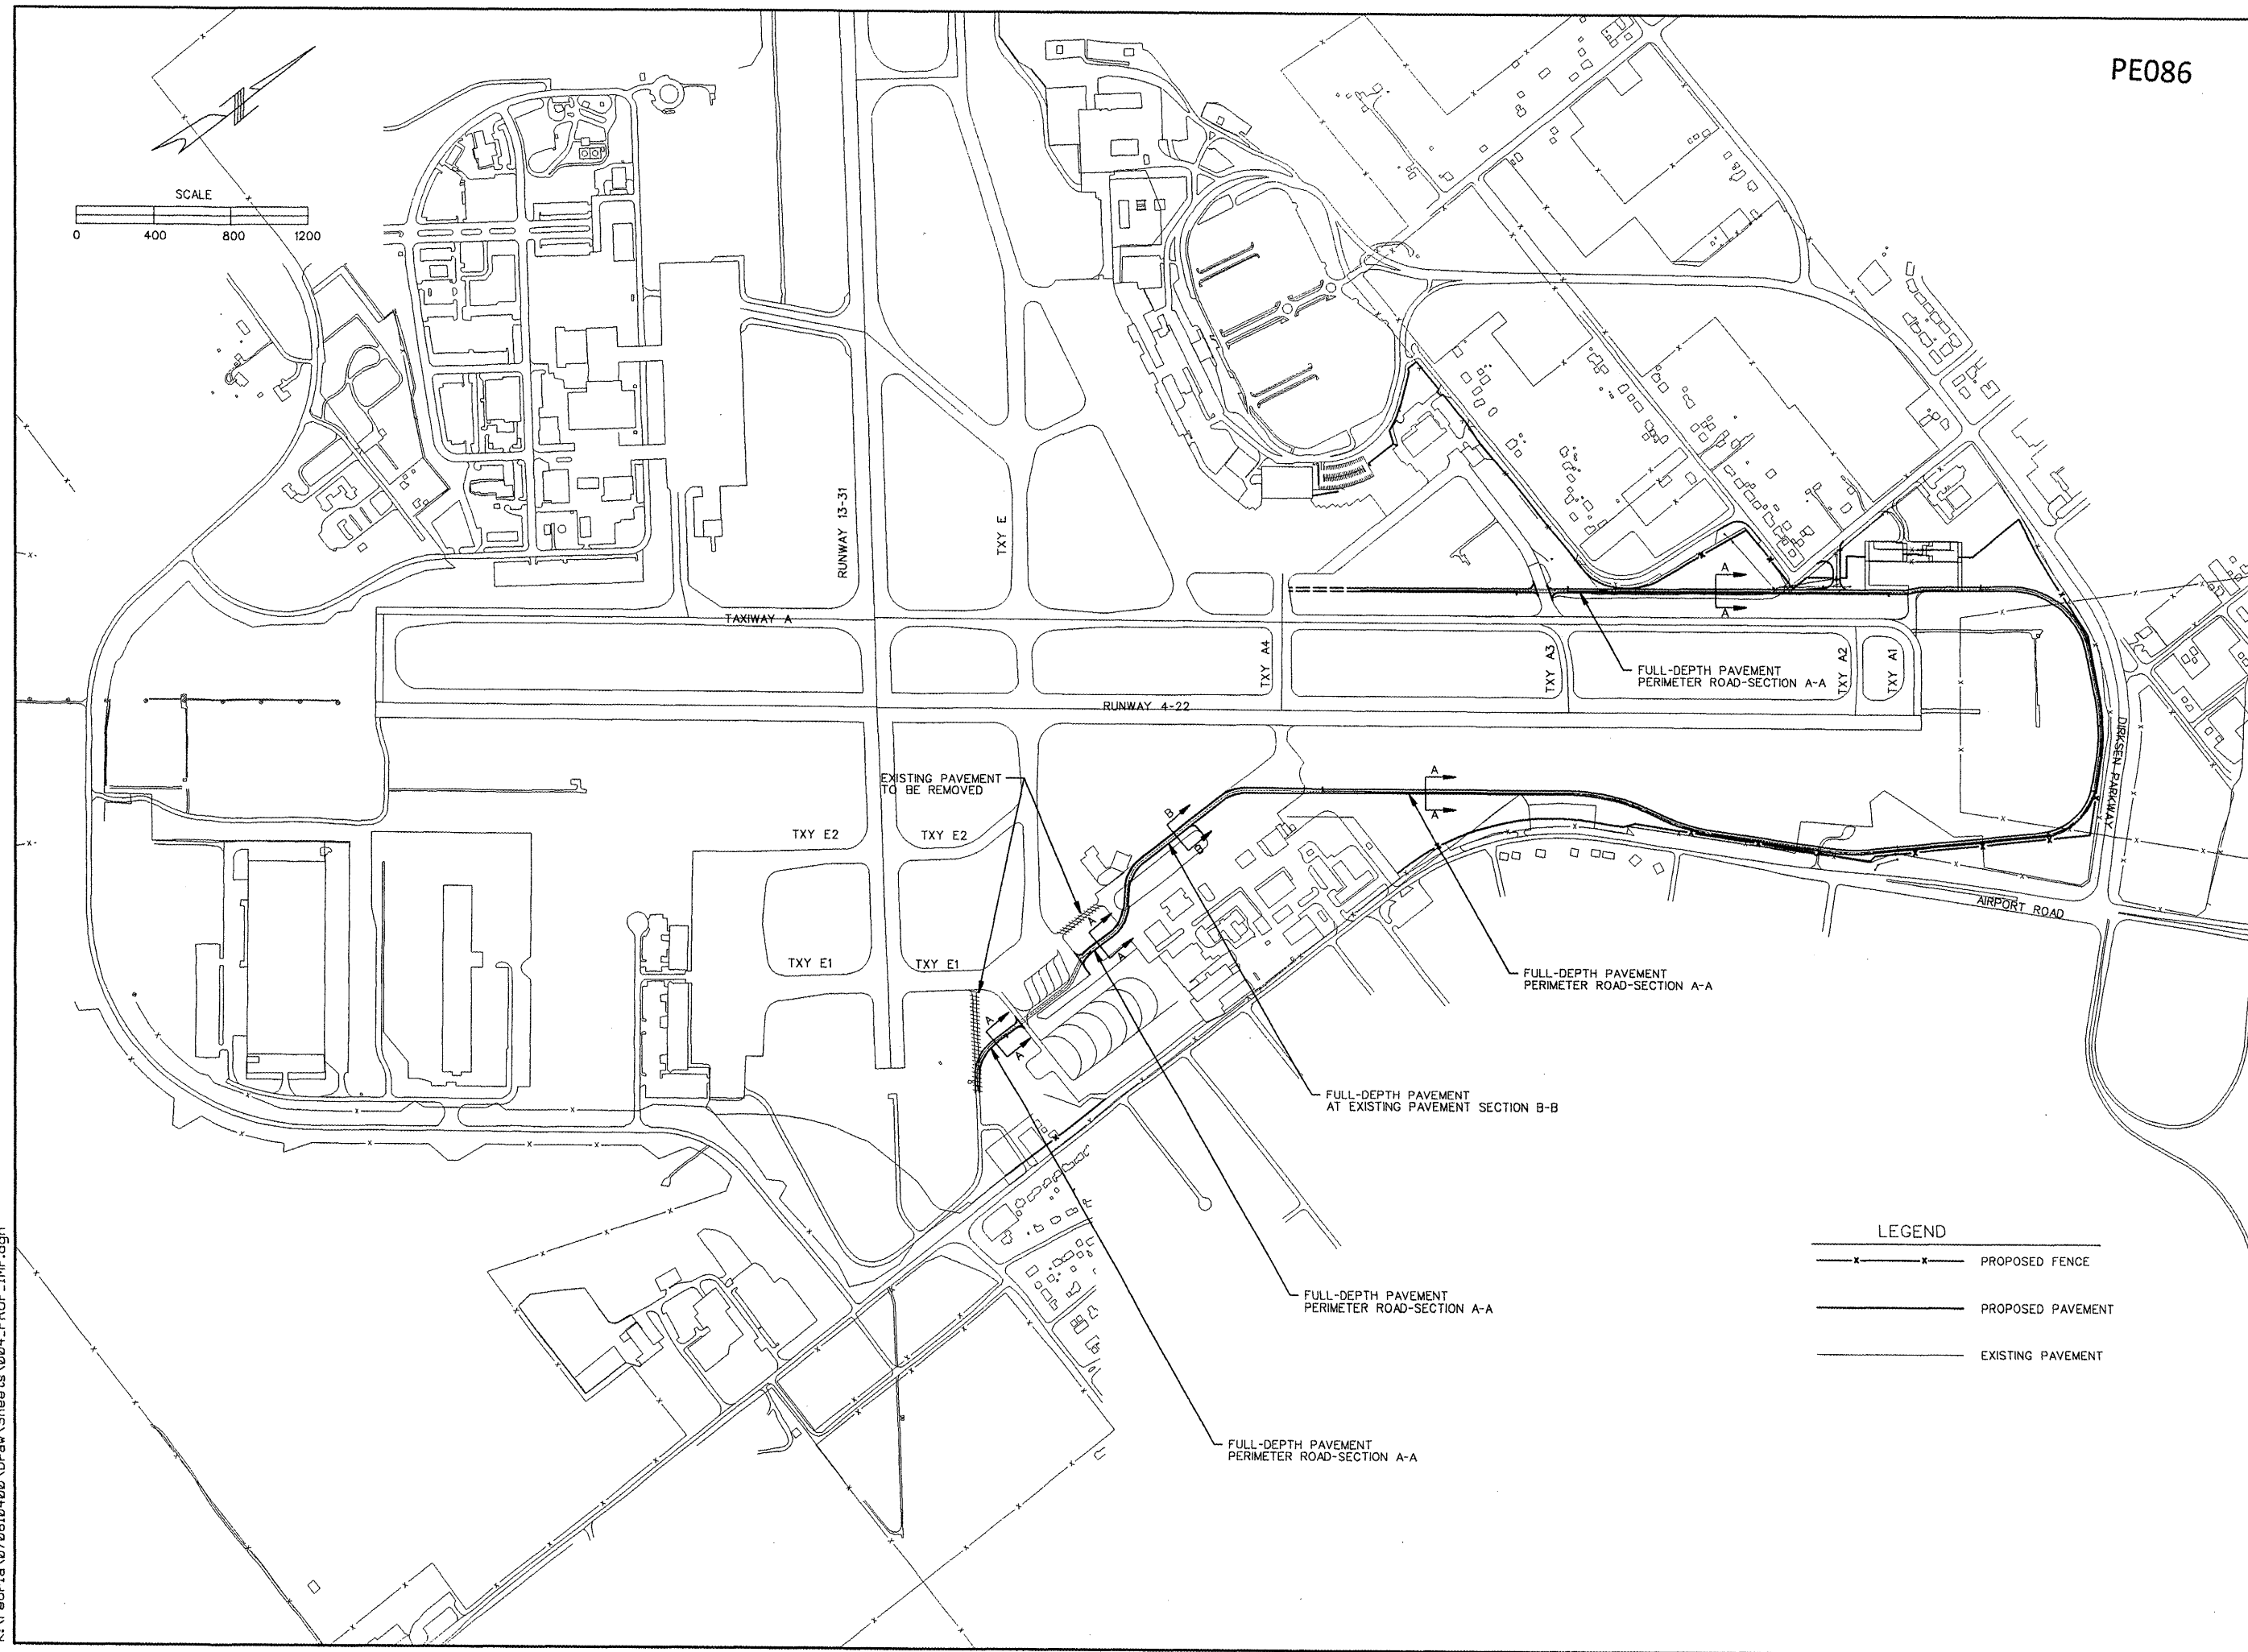 PE086
SCALE
0 400 800 1200
RUNWAY 13-31
TXY E
TAXIWAY A
TXY A4
TXY A3
TXY A2
TXY A1
FULL-DEPTH PAVEMENT
PERIMETER ROAD-SECTION A-A
RUNWAY 4-22
A
A
DIRKSEN PARKWAY
EXISTING PAVEMENT
TO BE REMOVED
A
A
B
B
TXY E2
TXY E2
A
A
AIRPORT ROAD
TXY E1
TXY E1
FULL-DEPTH PAVEMENT
PERIMETER ROAD-SECTION A-A
A
A
FULL-DEPTH PAVEMENT
AT EXISTING PAVEMENT SECTION B-B
LEGEND
PROPOSED FENCE
FULL-DEPTH PAVEMENT
PERIMETER ROAD-SECTION A-A
PROPOSED PAVEMENT
EXISTING PAVEMENT
FULL-DEPTH PAVEMENT
PERIMETER ROAD-SECTION A-A